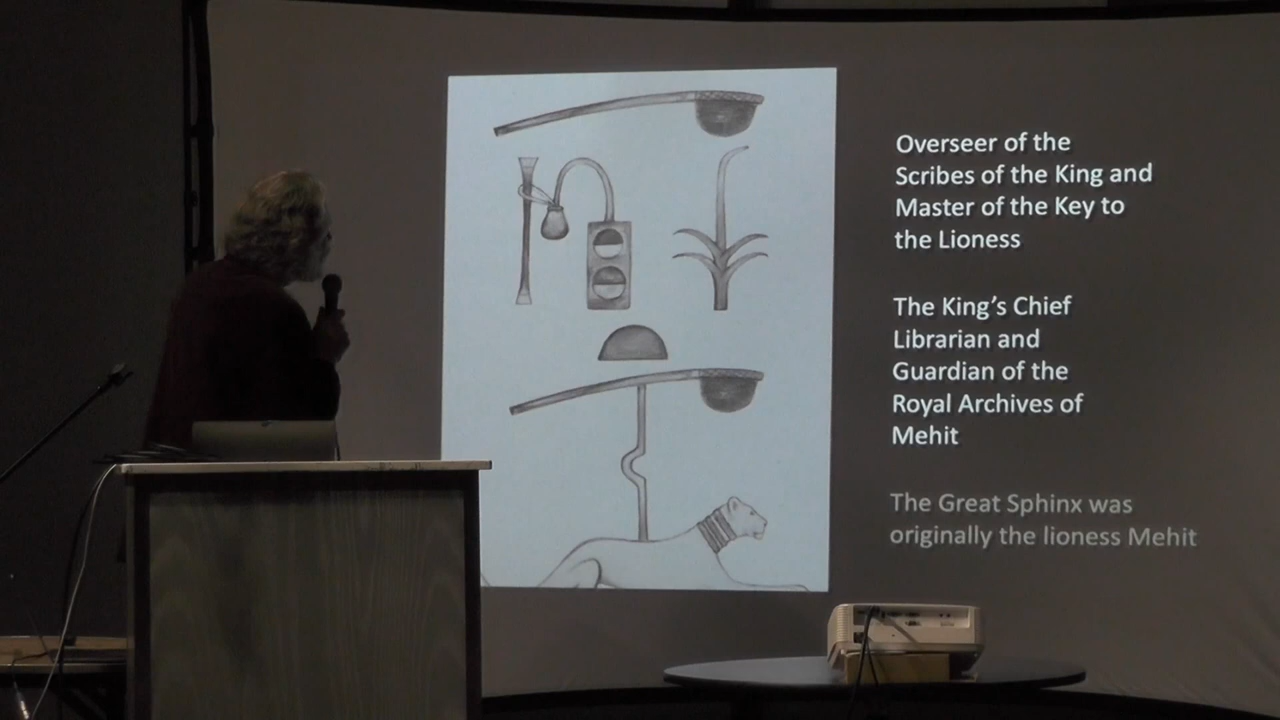 Overseer of the
Scribes of the King and
Master of the Key to
the Lioness
The King's Chief
Librarian and
Guardian of the
Royal Archives of
Mehit
The Great Sphinx was
originally the lioness Mehit